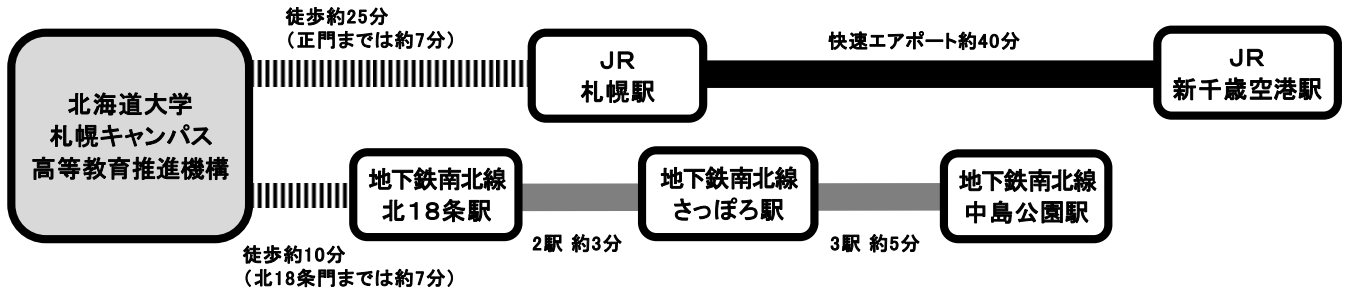 徒歩約25分
（正門までは約7分）
快速エアポート約40分
JR
札幌駅
JR
新千歳空港駅
北海道大学
札幌キャンパス
高等教育推進機構
地下鉄南北線
北18条駅
地下鉄南北線
さっぽろ駅
地下鉄南北線
中島公園駅
2駅 約3分
3駅 約5分
徒歩約10分
（北18条門までは約7分）